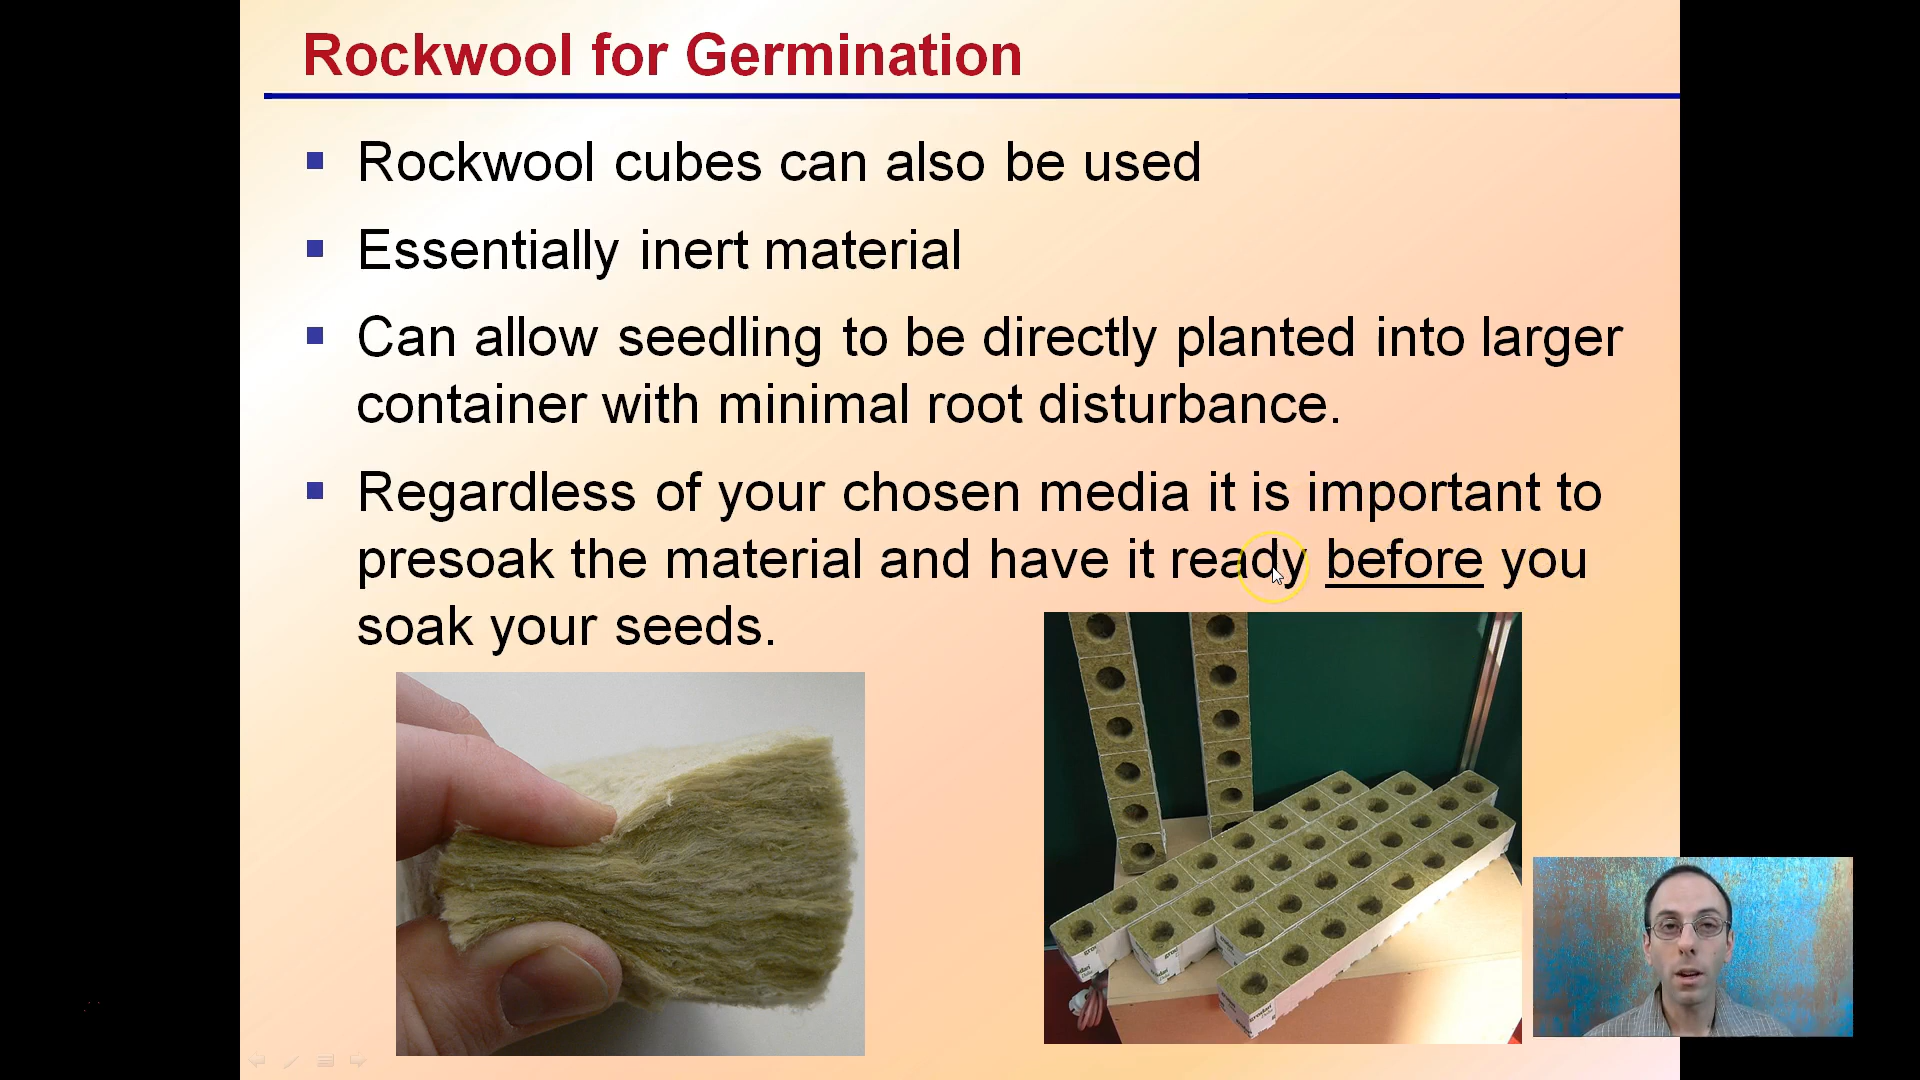 Rockwool for Germination
Rockwool cubes can also be used
Essentially inert material
Can allow seedling to be directly planted into larger
container with minimal root disturbance.
Regardless of your chosen media it is important to
presoak the material and have it ready before you
soak your seeds.
grodan